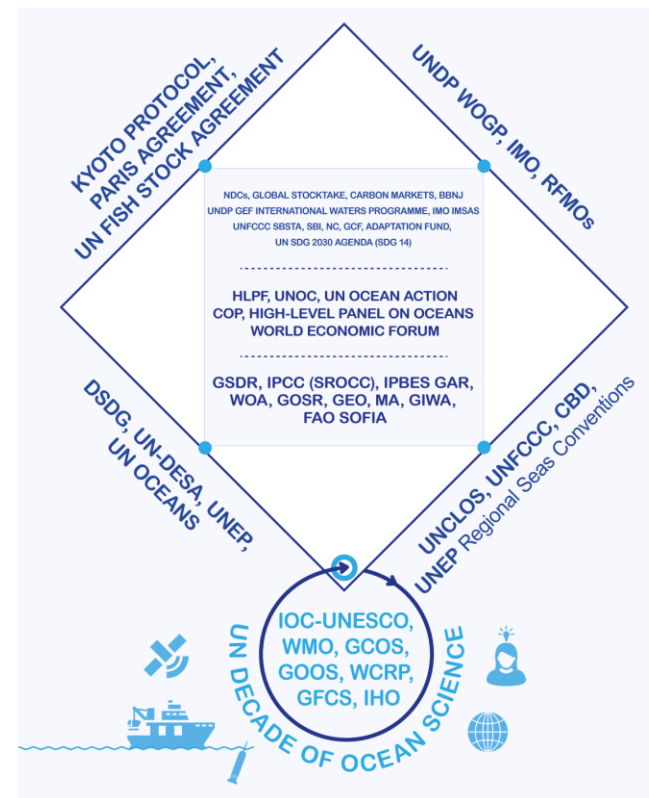 KYOTO PROTOCOL,
PARIS AGREEMENT,
UN FISH STOCK AGREEMENT
UNDP WOGP, IMO, RFMOs
NDCs, GLOBAL STOCKTAKE, CARBON MARKETS, BBNJ
UNDP GEF INTERNATIONAL WATERS PROGRAMME, IMO IMSAS
UNFCCC SBSTA, SBI, NC, GCF, ADAPTATION FUND,
UN SDG 2030 AGENDA (SDG 14)
HLPF, UNOC, UN OCEAN ACTION
COP, HIGH-LEVEL PANEL ON OCEANS
WORLD ECONOMIC FORUM
GSDR, IPCC (SROCC), IPBES GAR,
WOA, GOSR, GEO, MA, GIWA,
FAO SOFIA
DSDG, UN-DESA, UNEP,
UN OCEANS
UNCLOS, UNFCCC, CBD,
UNEP Regional Seas Conventions
IOC-UNESCO,
WMO, GCOS,
GOOS, WCRP,
GFCS, IHO
UN DECADE OF OCEAN SCIENCE